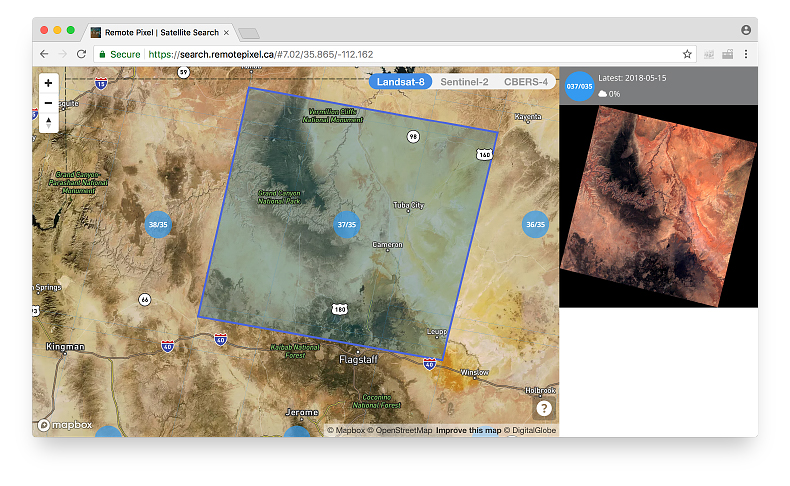 Remote Pixel | Satellite Search
Secure https://search.remotepixel.ca/#7.02/35.865/-112.162
Landsat-8 Sentinel-2 CBERS-4
Latest: 2018-05-15
037/035
0%
+
−
59
15
squite
Vermilion Cliffs
National Monument
98
Kayenta
160
Grand Canyon-
Parashant National
Monument
Grand Canyon
National Park
Tuba City
38/35
37/35
36/35
Cameron
n Springs
66
93
180
Leupp
Kingman
40
40
Kaibab National
Forest
Flagstaff
40
Winslow
Holbrook
Coconino
National Forest
Jerome
?
mapbox
© Mapbox © OpenStreetMap Improve this map © DigitalGlobe